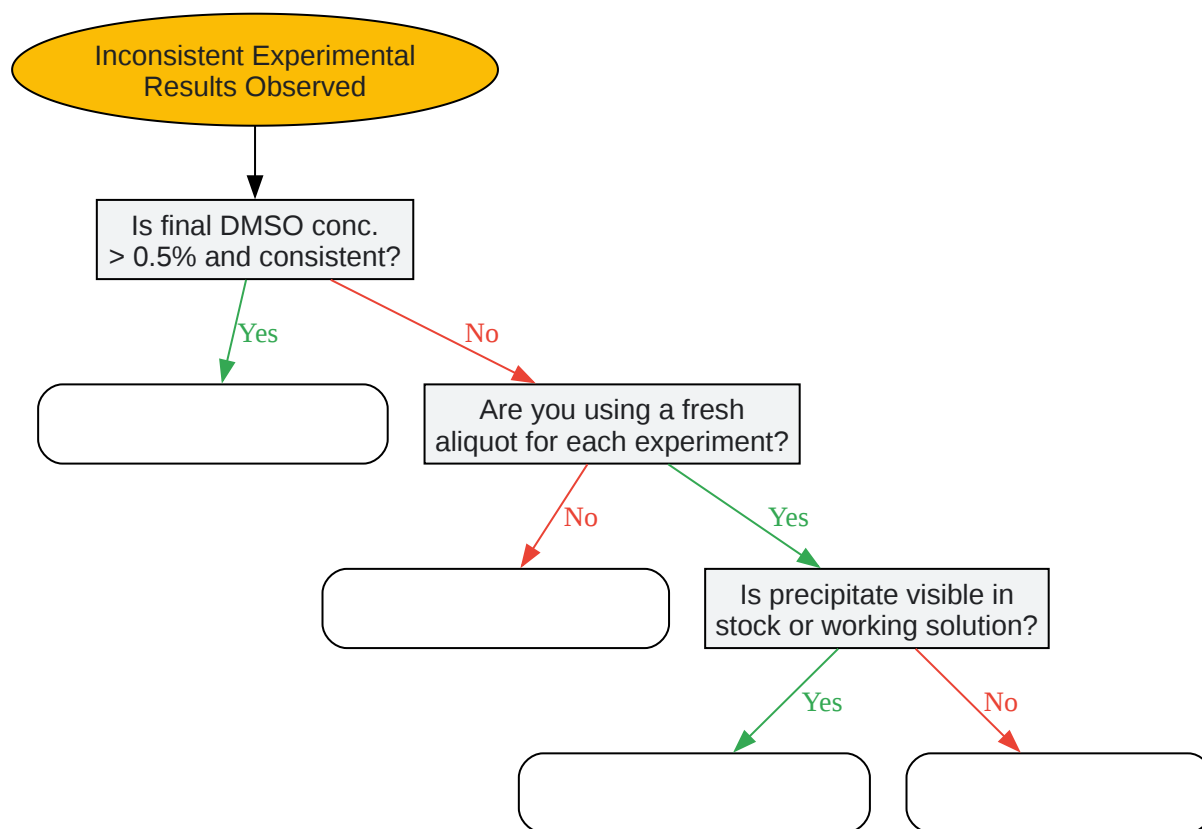 Inconsistent Experimental
Results Observed
Is final DMSO conc.
> 0.5% and consistent?
Yes
No
Are you using a fresh
aliquot for each experiment?
No
Yes
Is precipitate visible in
stock or working solution?
Yes
No